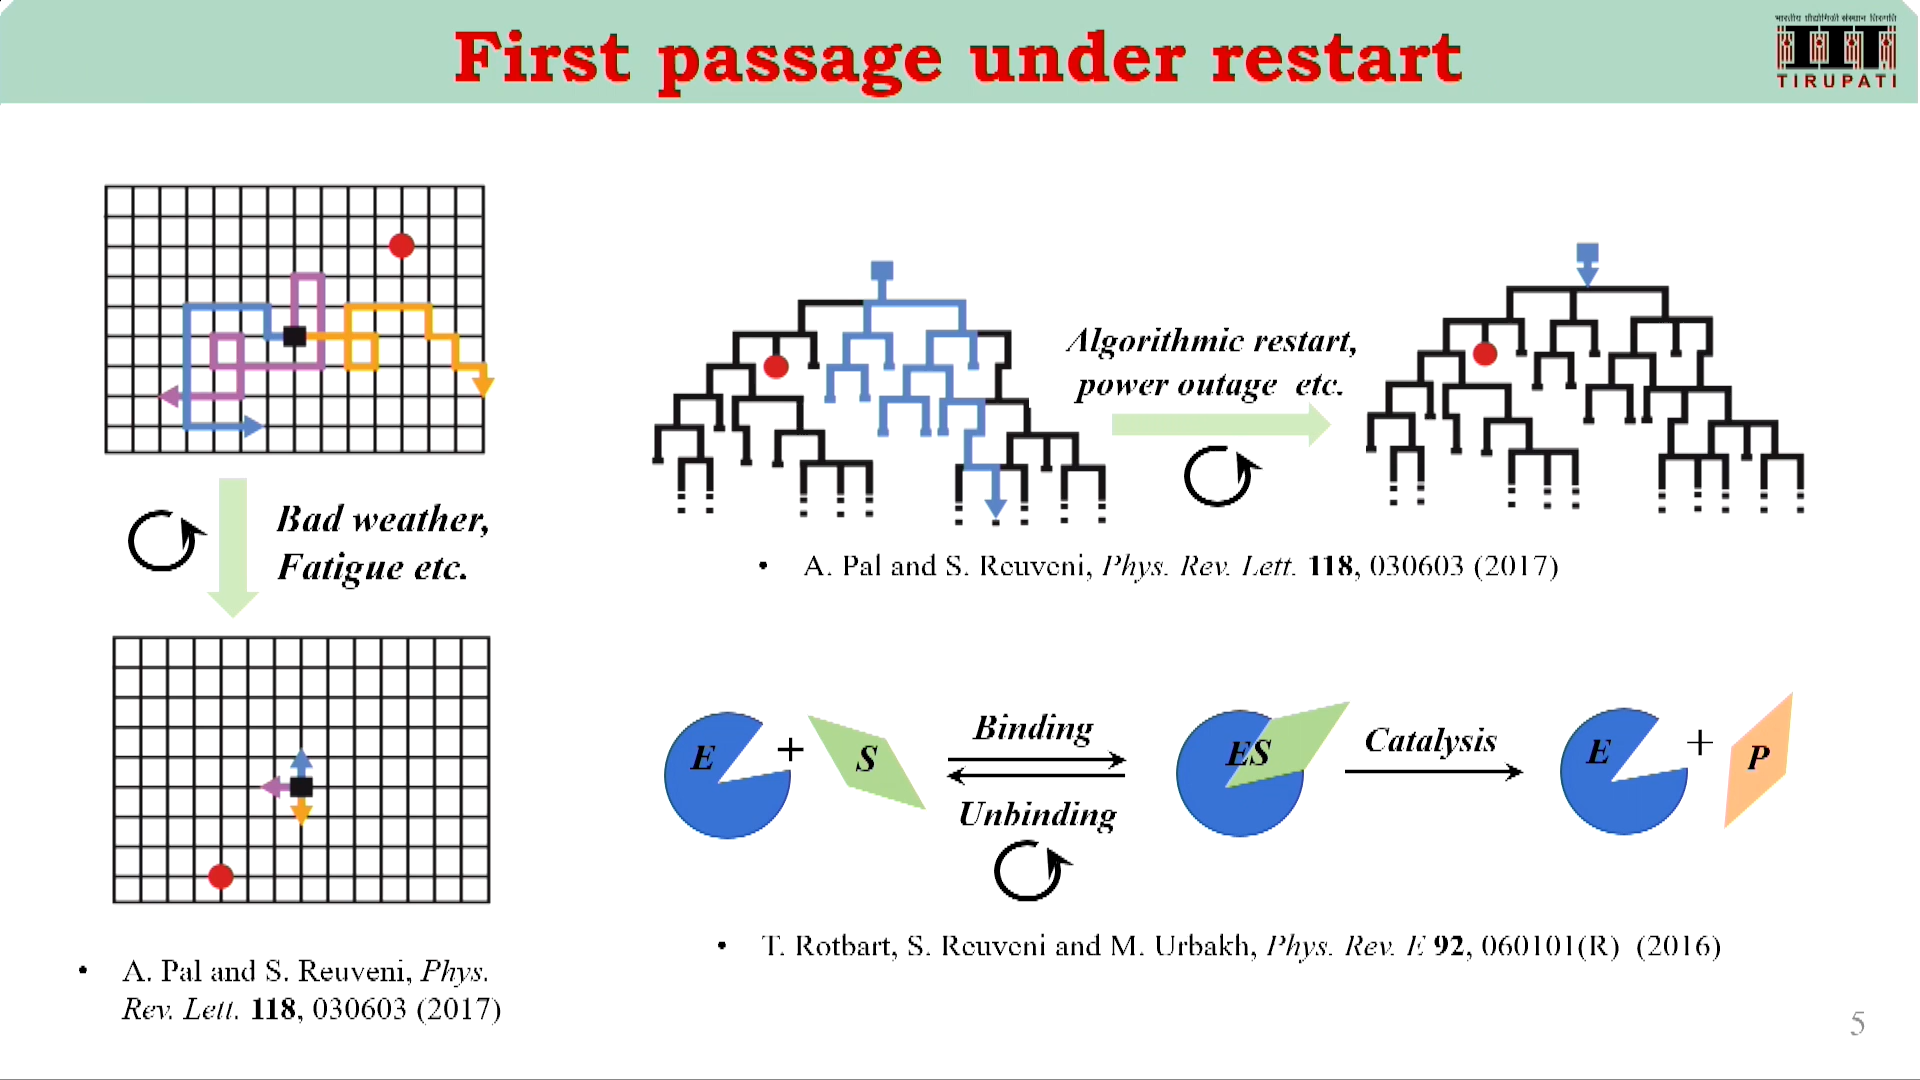 First passage under restart
भारतीय प्रौद्योगिकी संस्थान तिरुपति
TIRUPATI
Algorithmic restart,
power outage etc.
Bad weather,
Fatigue etc.
• A. Pal and S. Reuveni, Phys. Rev. Lett. 118, 030603 (2017)
E + S
Binding
Unbinding
ES
Catalysis
E + P
• T. Rotbart, S. Reuveni and M. Urbakh, Phys. Rev. E 92, 060101(R) (2016)
• A. Pal and S. Reuveni, Phys.
Rev. Lett. 118, 030603 (2017)
5